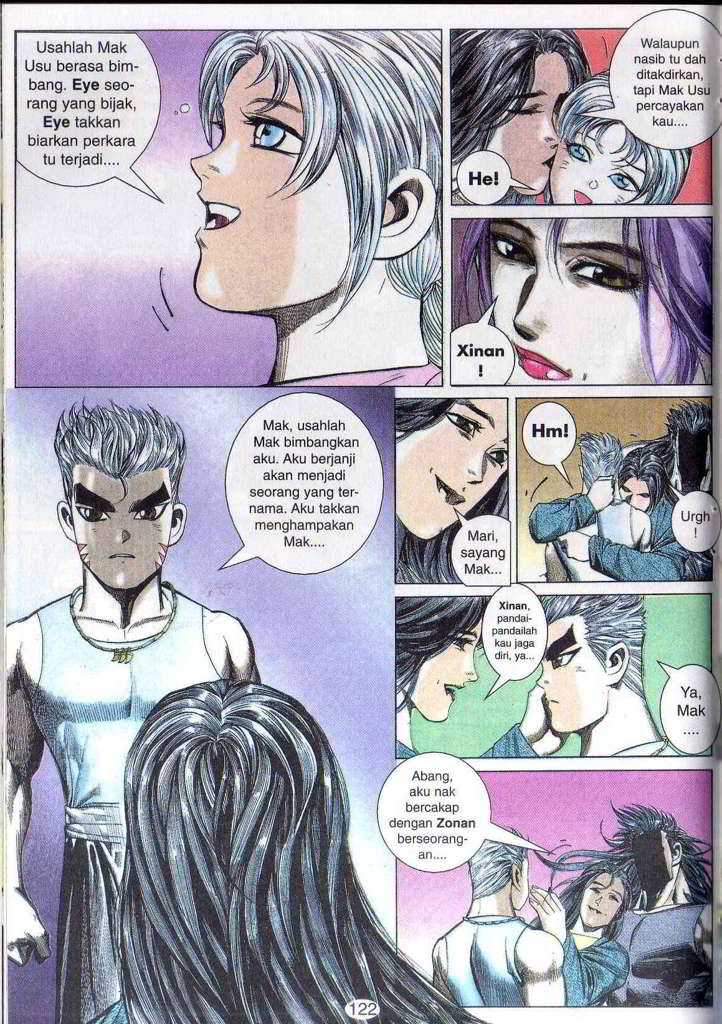 Usahlah Mak
Usu berasa bim-
bang. Eye seo-
rang yang bijak,
Eye takkan
biarkan perkara
tu terjadi....
Walaupun
nasib tu dah
ditakdirkan,
tapi Mak Usu
percayakan
kau....
He!
Xinan
!
Mak, usahlah
Mak bimbangkan
aku. Aku berjanji
akan menjadi
seorang yang ter-
nama. Aku takkan
menghampakan
Mak....
Mari,
sayang
Mak...
Hm!
Urgh
!
Xinan,
pandai-
pandailah
kau jaga
diri, ya...
Ya,
Mak
....
Abang,
aku nak
bercakap
dengan Zonan
berseorang-
an....
122